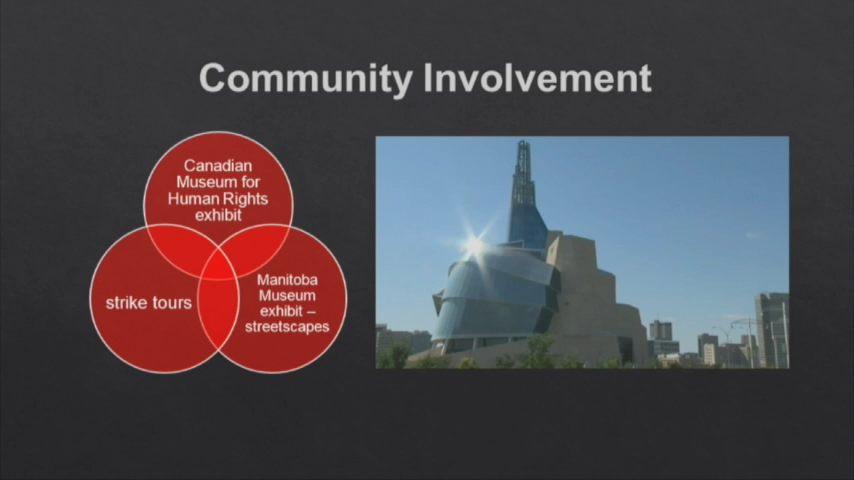 Community Involvement
Canadian
Museum for
Human Rights
exhibit
strike tours
Manitoba
Museum
exhibit –
streetscapes